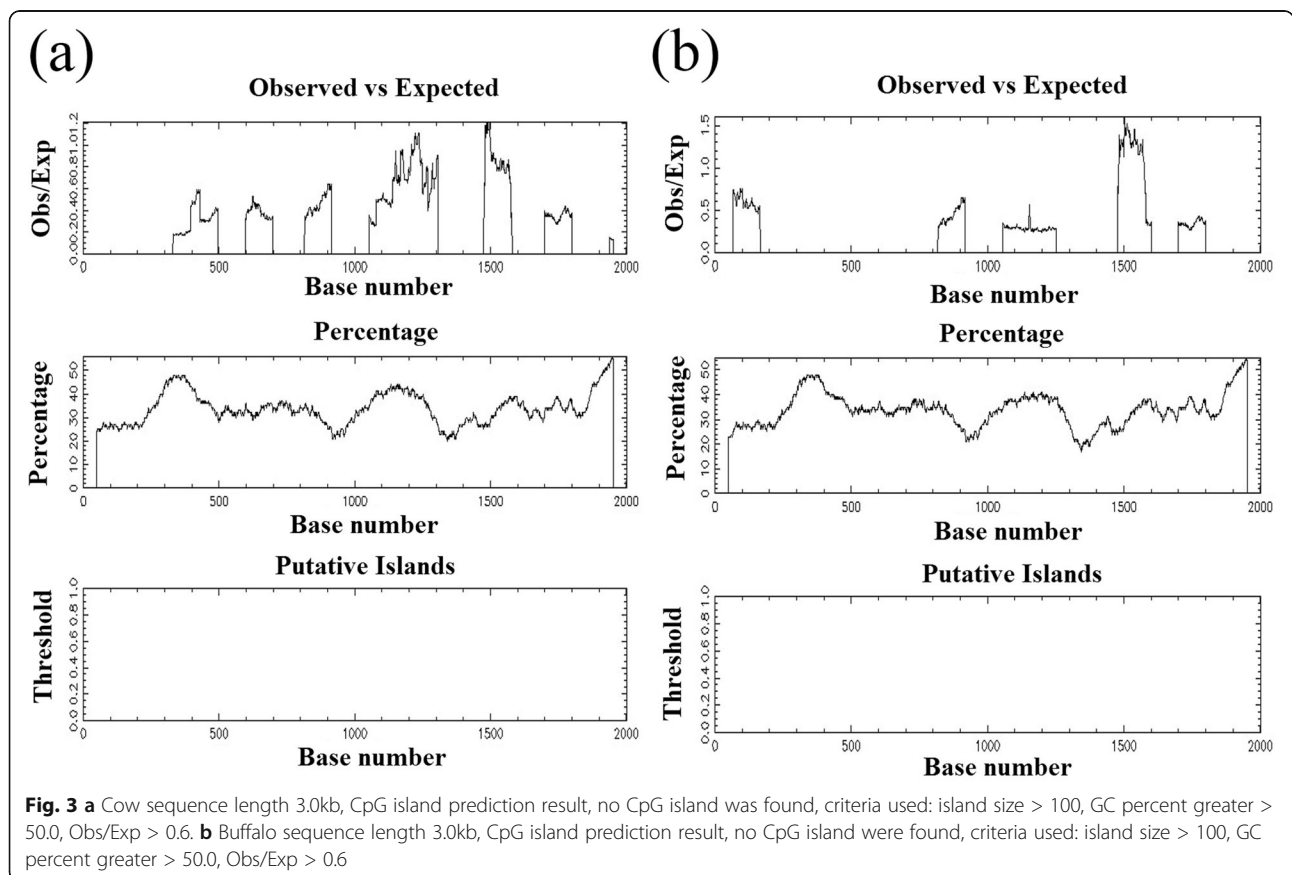 (a)
Observed vs Expected
Obs/Exp
0.00.20.40.60.81.01.2
0 500 1000 1500 2000
Base number
Percentage
Percentage
0 10 20 30 40 50
0 500 1000 1500 2000
Base number
Putative Islands
Threshold
0.0 0.2 0.4 0.6 0.8 1.0
0 500 1000 1500 2000
Base number
(b)
Observed vs Expected
Obs/Exp
0.0 0.5 1.0 1.5
0 500 1000 1500 2000
Base number
Percentage
Percentage
0 10 20 30 40 50
0 500 1000 1500 2000
Base number
Putative Islands
Threshold
0.0 0.2 0.4 0.6 0.8 1.0
0 500 1000 1500 2000
Base number
Fig. 3 a Cow sequence length 3.0kb, CpG island prediction result, no CpG island was found, criteria used: island size > 100, GC percent greater >
50.0, Obs/Exp > 0.6. b Buffalo sequence length 3.0kb, CpG island prediction result, no CpG island were found, criteria used: island size > 100, GC
percent greater > 50.0, Obs/Exp > 0.6